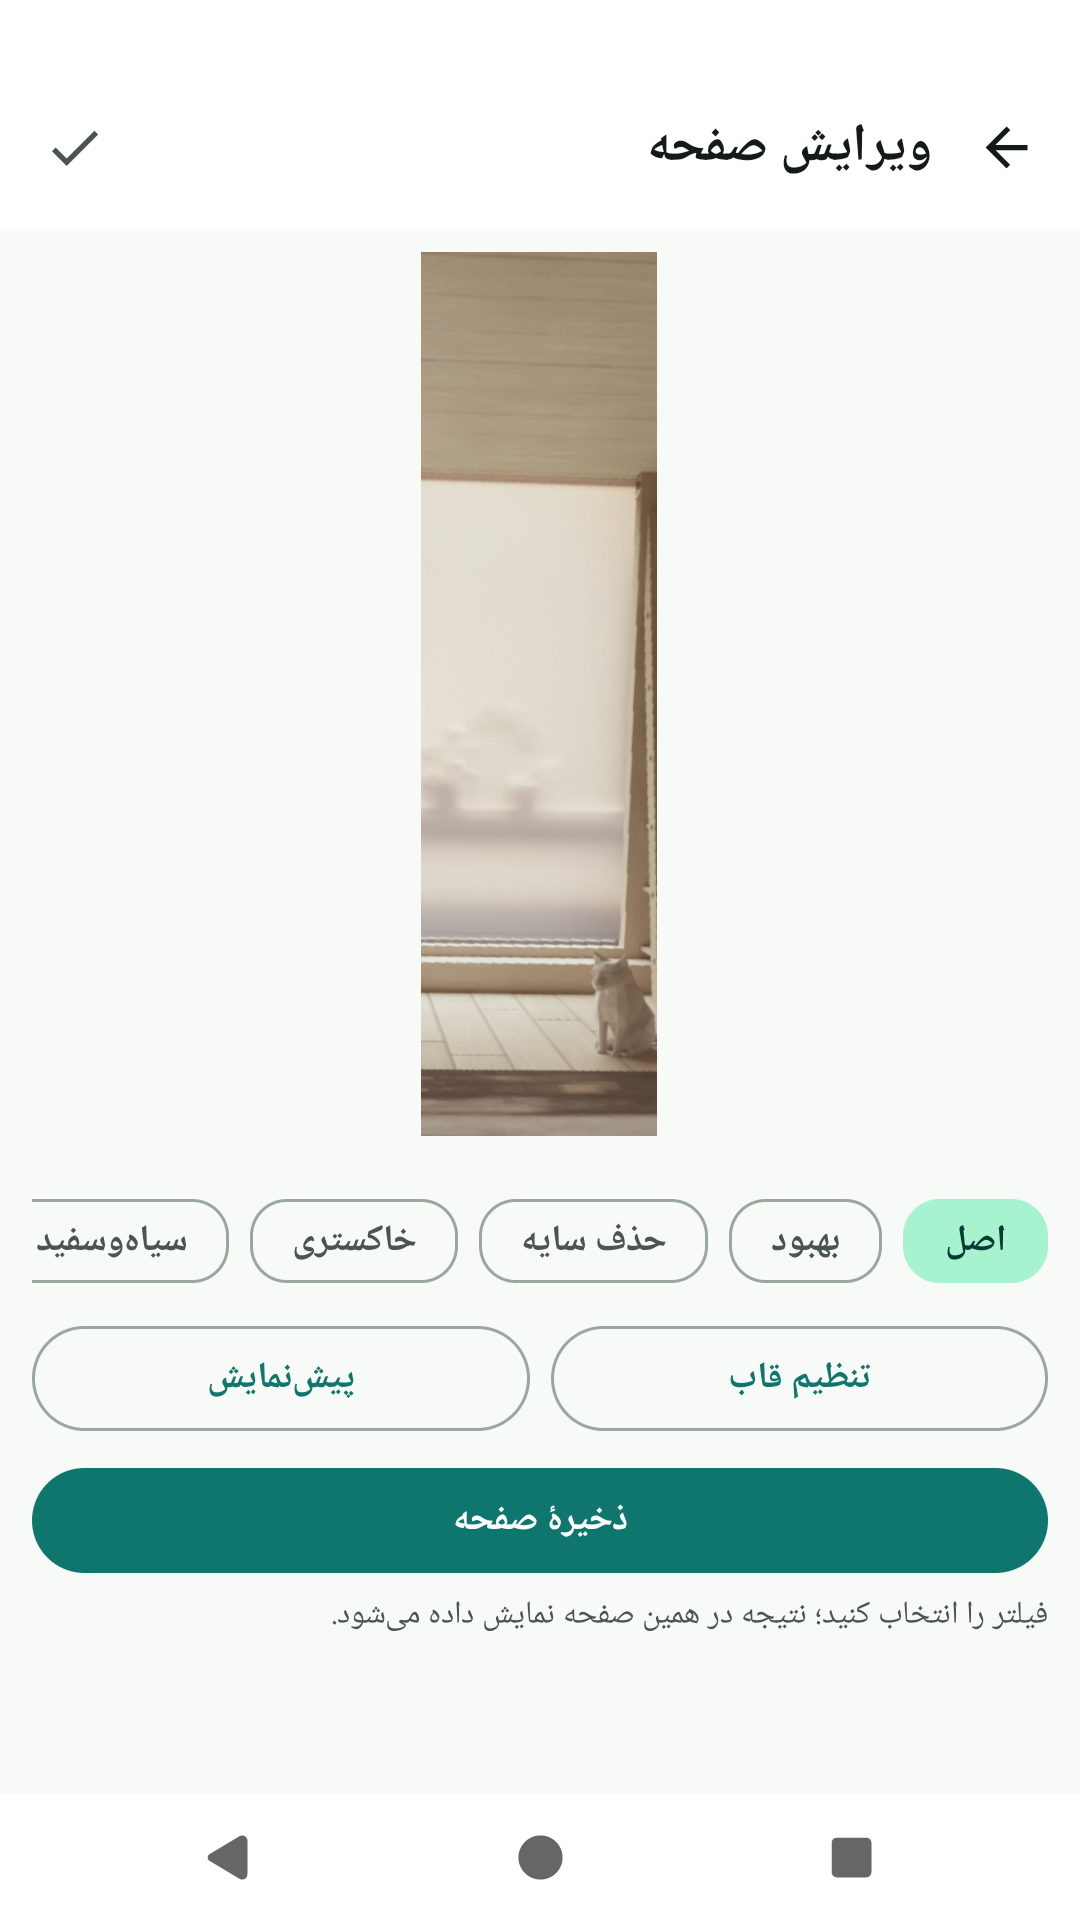 ویرایش صفحه
اصل
بهبود
حذف سایه
خاکستری
سیاه‌وسفید
تنظیم قاب
پیش‌نمایش
ذخیرهٔ صفحه
فیلتر را انتخاب کنید؛ نتیجه در همین صفحه نمایش داده می‌شود.